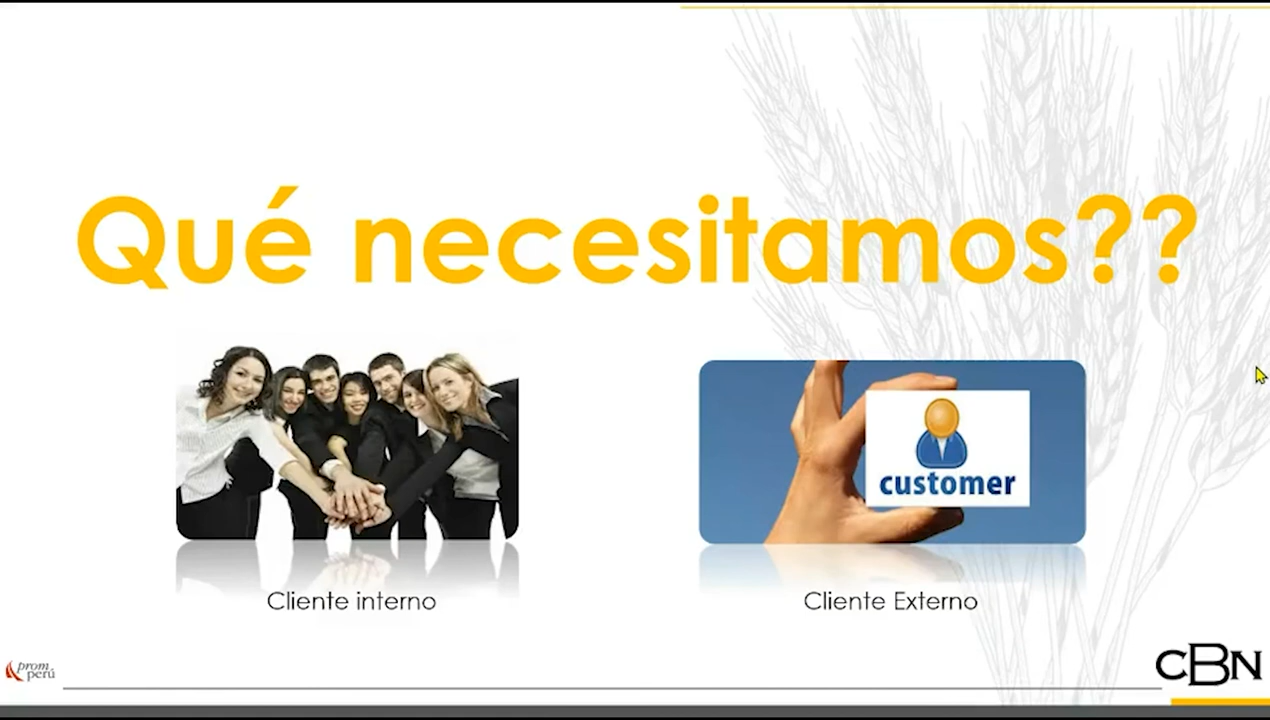 Qué necesitamos??
customer
Cliente interno
Cliente Externo
prom
perú
CBN